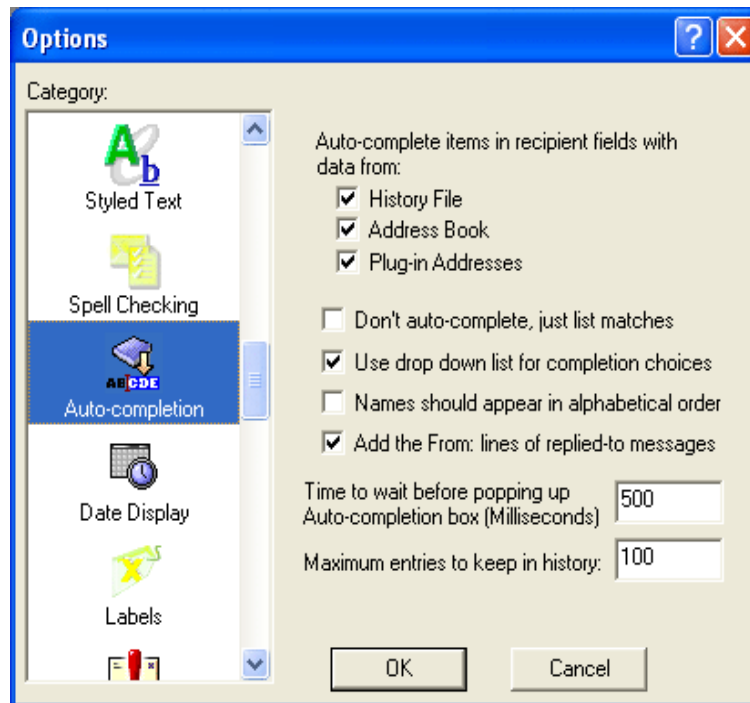 Options
Category:
Styled Text
Spell Checking
ABCDE
Auto-completion
Date Display
Labels
Auto-complete items in recipient fields with
data from:
History File
Address Book
Plug-in Addresses
Don't auto-complete, just list matches
Use drop down list for completion choices
Names should appear in alphabetical order
Add the From: lines of replied-to messages
Time to wait before popping up
Auto-completion box (Milliseconds)
500
Maximum entries to keep in history:
100
OK
Cancel